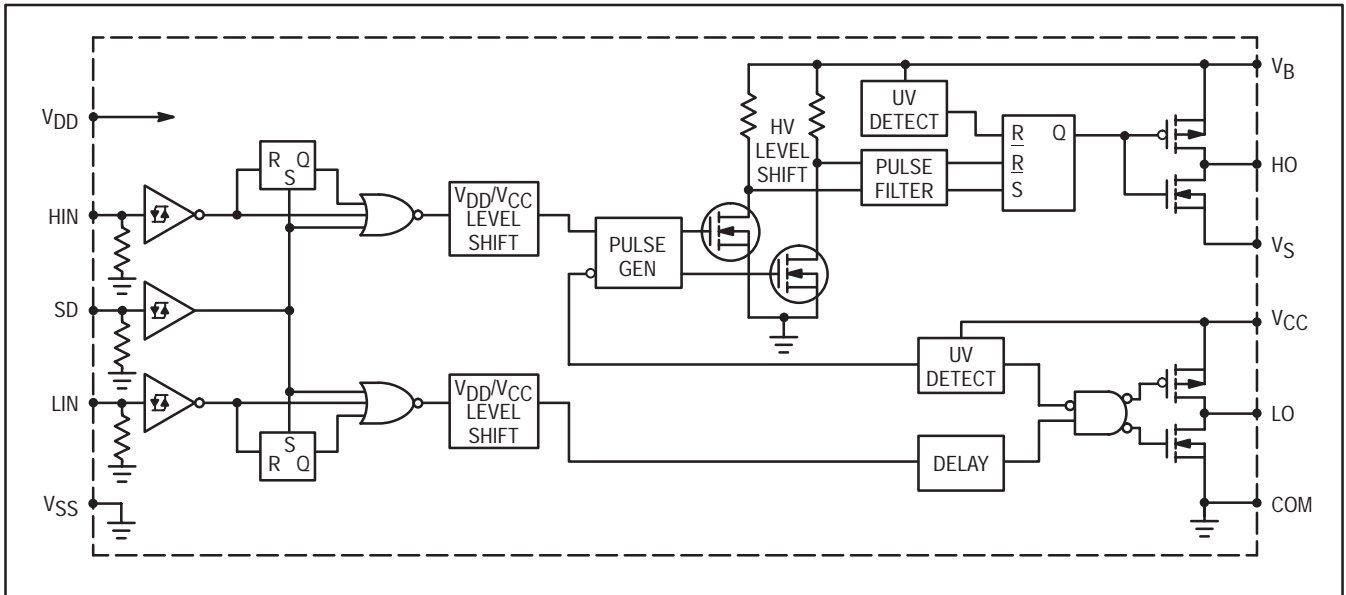 VDD
HIN
SD
LIN
VSS
R Q
S
VDD/VCC
LEVEL
SHIFT
S
R Q
VDD/VCC
LEVEL
SHIFT
PULSE
GEN
HV
LEVEL
SHIFT
UV
DETECT
PULSE
FILTER
R Q
R
S
UV
DETECT
DELAY
VB
HO
VS
VCC
LO
COM